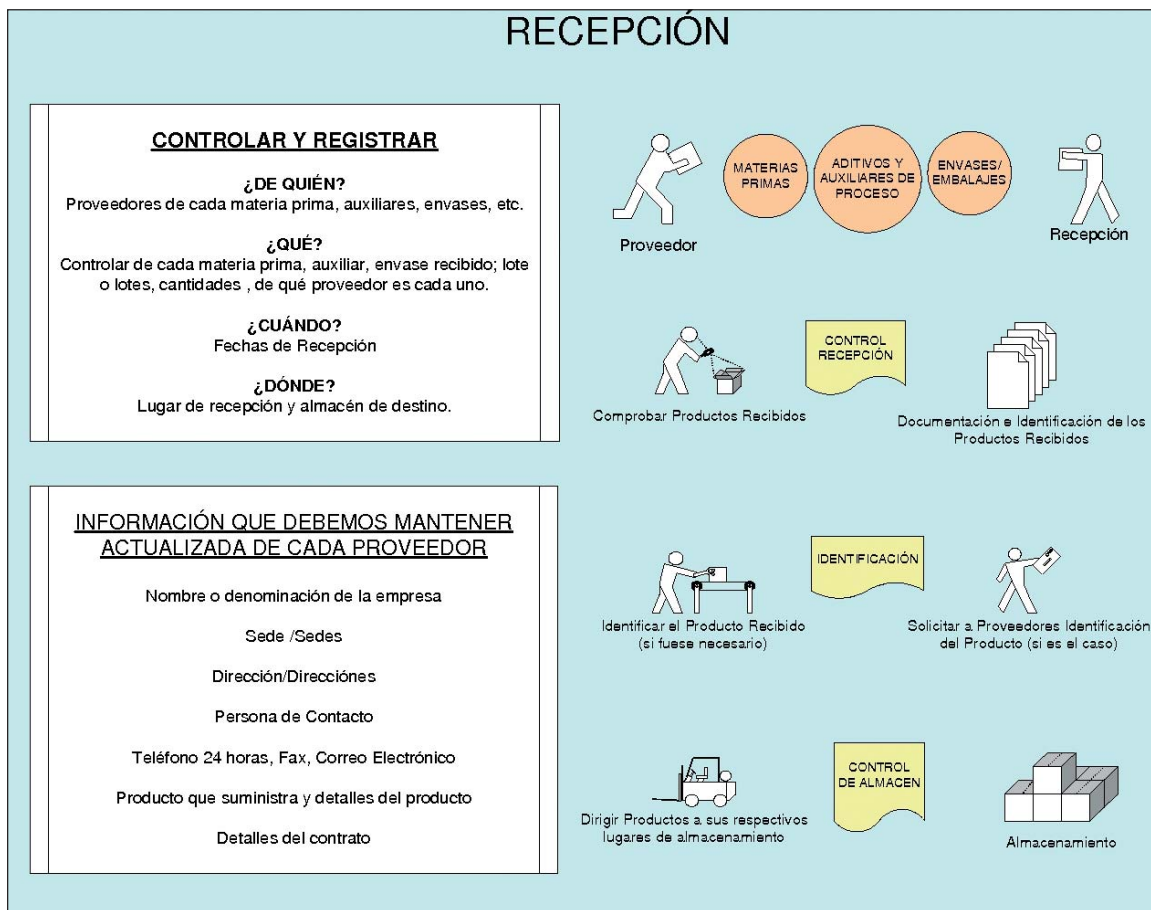 RECEPCIÓN
CONTROLAR Y REGISTRAR
¿DE QUIÉN?
Proveedores de cada materia prima, auxiliares, envases, etc.
¿QUÉ?
Controlar de cada materia prima, auxiliar, envase recibido; lote
o lotes, cantidades , de qué proveedor es cada uno.
¿CUÁNDO?
Fechas de Recepción
¿DÓNDE?
Lugar de recepción y almacén de destino.
INFORMACIÓN QUE DEBEMOS MANTENER
ACTUALIZADA DE CADA PROVEEDOR
Nombre o denominación de la empresa
Sede /Sedes
Dirección/Direcciónes
Persona de Contacto
Teléfono 24 horas, Fax, Correo Electrónico
Producto que suministra y detalles del producto
Detalles del contrato
Proveedor
MATERIAS
PRIMAS
ADITIVOS Y
AUXILIARES DE
PROCESO
ENVASES/
EMBALAJES
Recepción
Comprobar Productos Recibidos
CONTROL
RECEPCIÓN
Documentación e Identificación de los
Productos Recibidos
Identificar el Producto Recibido
(si fuese necesario)
IDENTIFICACIÓN
Solicitar a Proveedores Identificación
del Producto (si es el caso)
Dirigir Productos a sus respectivos
lugares de almacenamiento
CONTROL
DE ALMACEN
Almacenamiento